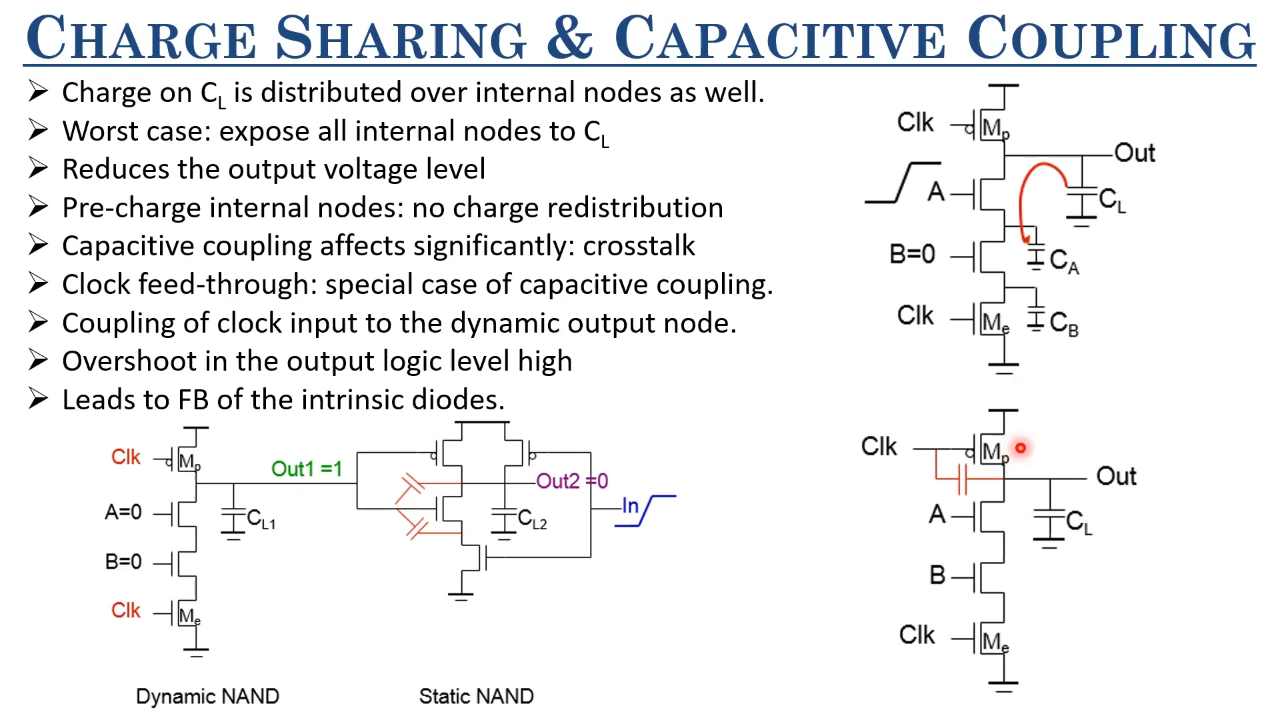 CHARGE SHARING & CAPACITIVE COUPLING
➢ Charge on CL is distributed over internal nodes as well.
➢ Worst case: expose all internal nodes to CL
➢ Reduces the output voltage level
➢ Pre-charge internal nodes: no charge redistribution
➢ Capacitive coupling affects significantly: crosstalk
➢ Clock feed-through: special case of capacitive coupling.
➢ Coupling of clock input to the dynamic output node.
➢ Overshoot in the output logic level high
➢ Leads to FB of the intrinsic diodes.
Clk
Mp
Out
A
CL
B=0
CA
Clk
Me
CB
Clk
Mp
Out1 =1
A=0
CL1
B=0
Clk
Me
Out2 =0
In
CL2
Dynamic NAND
Static NAND
Clk
Mp
Out
A
CL
B
Clk
Me